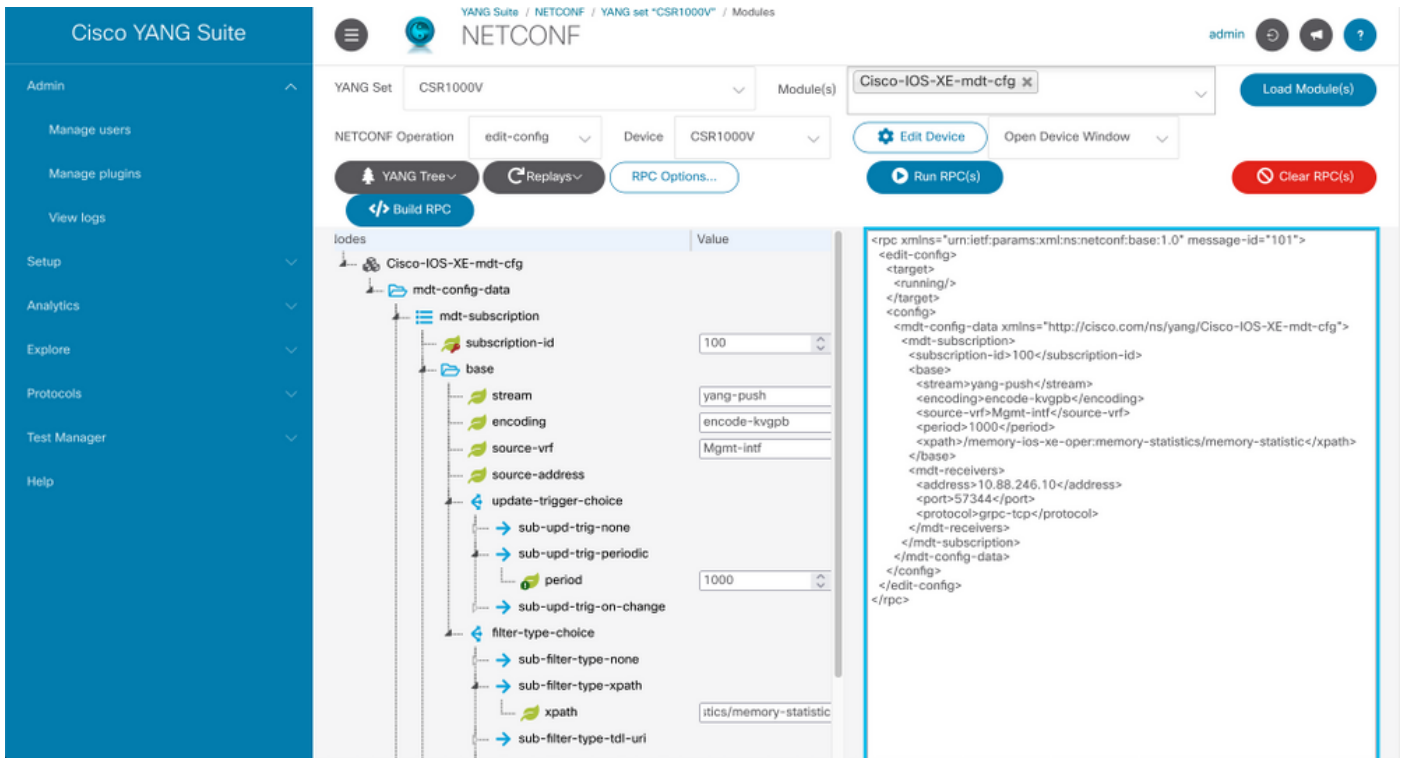 Cisco YANG Suite
YANG Suite / NETCONF / YANG set "CSR1000V" / Modules
NETCONF
admin
?
Admin
Manage users
Manage plugins
View logs
Setup
Analytics
Explore
Protocols
Test Manager
Help
YANG Set
CSR1000V
Module(s)
Cisco-IOS-XE-mdt-cfg ×
Load Module(s)
NETCONF Operation
edit-config
Device
CSR1000V
Edit Device
Open Device Window
YANG Tree
Replays
RPC Options...
Run RPC(s)
Clear RPC(s)
</> Build RPC
lodes
Value
Cisco-IOS-XE-mdt-cfg
mdt-config-data
mdt-subscription
subscription-id
100
base
stream
yang-push
encoding
encode-kvgpb
source-vrf
Mgmt-intf
source-address
update-trigger-choice
sub-upd-trig-none
sub-upd-trig-periodic
period
1000
sub-upd-trig-on-change
filter-type-choice
sub-filter-type-none
sub-filter-type-xpath
xpath
itics/memory-statistic
sub-filter-type-tdl-uri
<rpc xmlns="urn:ietf:params:xml:ns:netconf:base:1.0" message-id="101">
<edit-config>
<target>
<running/>
</target>
<config>
<mdt-config-data xmlns="http://cisco.com/ns/yang/Cisco-IOS-XE-mdt-cfg">
<mdt-subscription>
<subscription-id>100</subscription-id>
<base>
<stream>yang-push</stream>
<encoding>encode-kvgpb</encoding>
<source-vrf>Mgmt-intf</source-vrf>
<period>1000</period>
<xpath>/memory-ios-xe-oper:memory-statistics/memory-statistic</xpath>
</base>
<mdt-receivers>
<address>10.88.246.10</address>
<port>57344</port>
<protocol>grpc-tcp</protocol>
</mdt-receivers>
</mdt-subscription>
</mdt-config-data>
</config>
</edit-config>
</rpc>